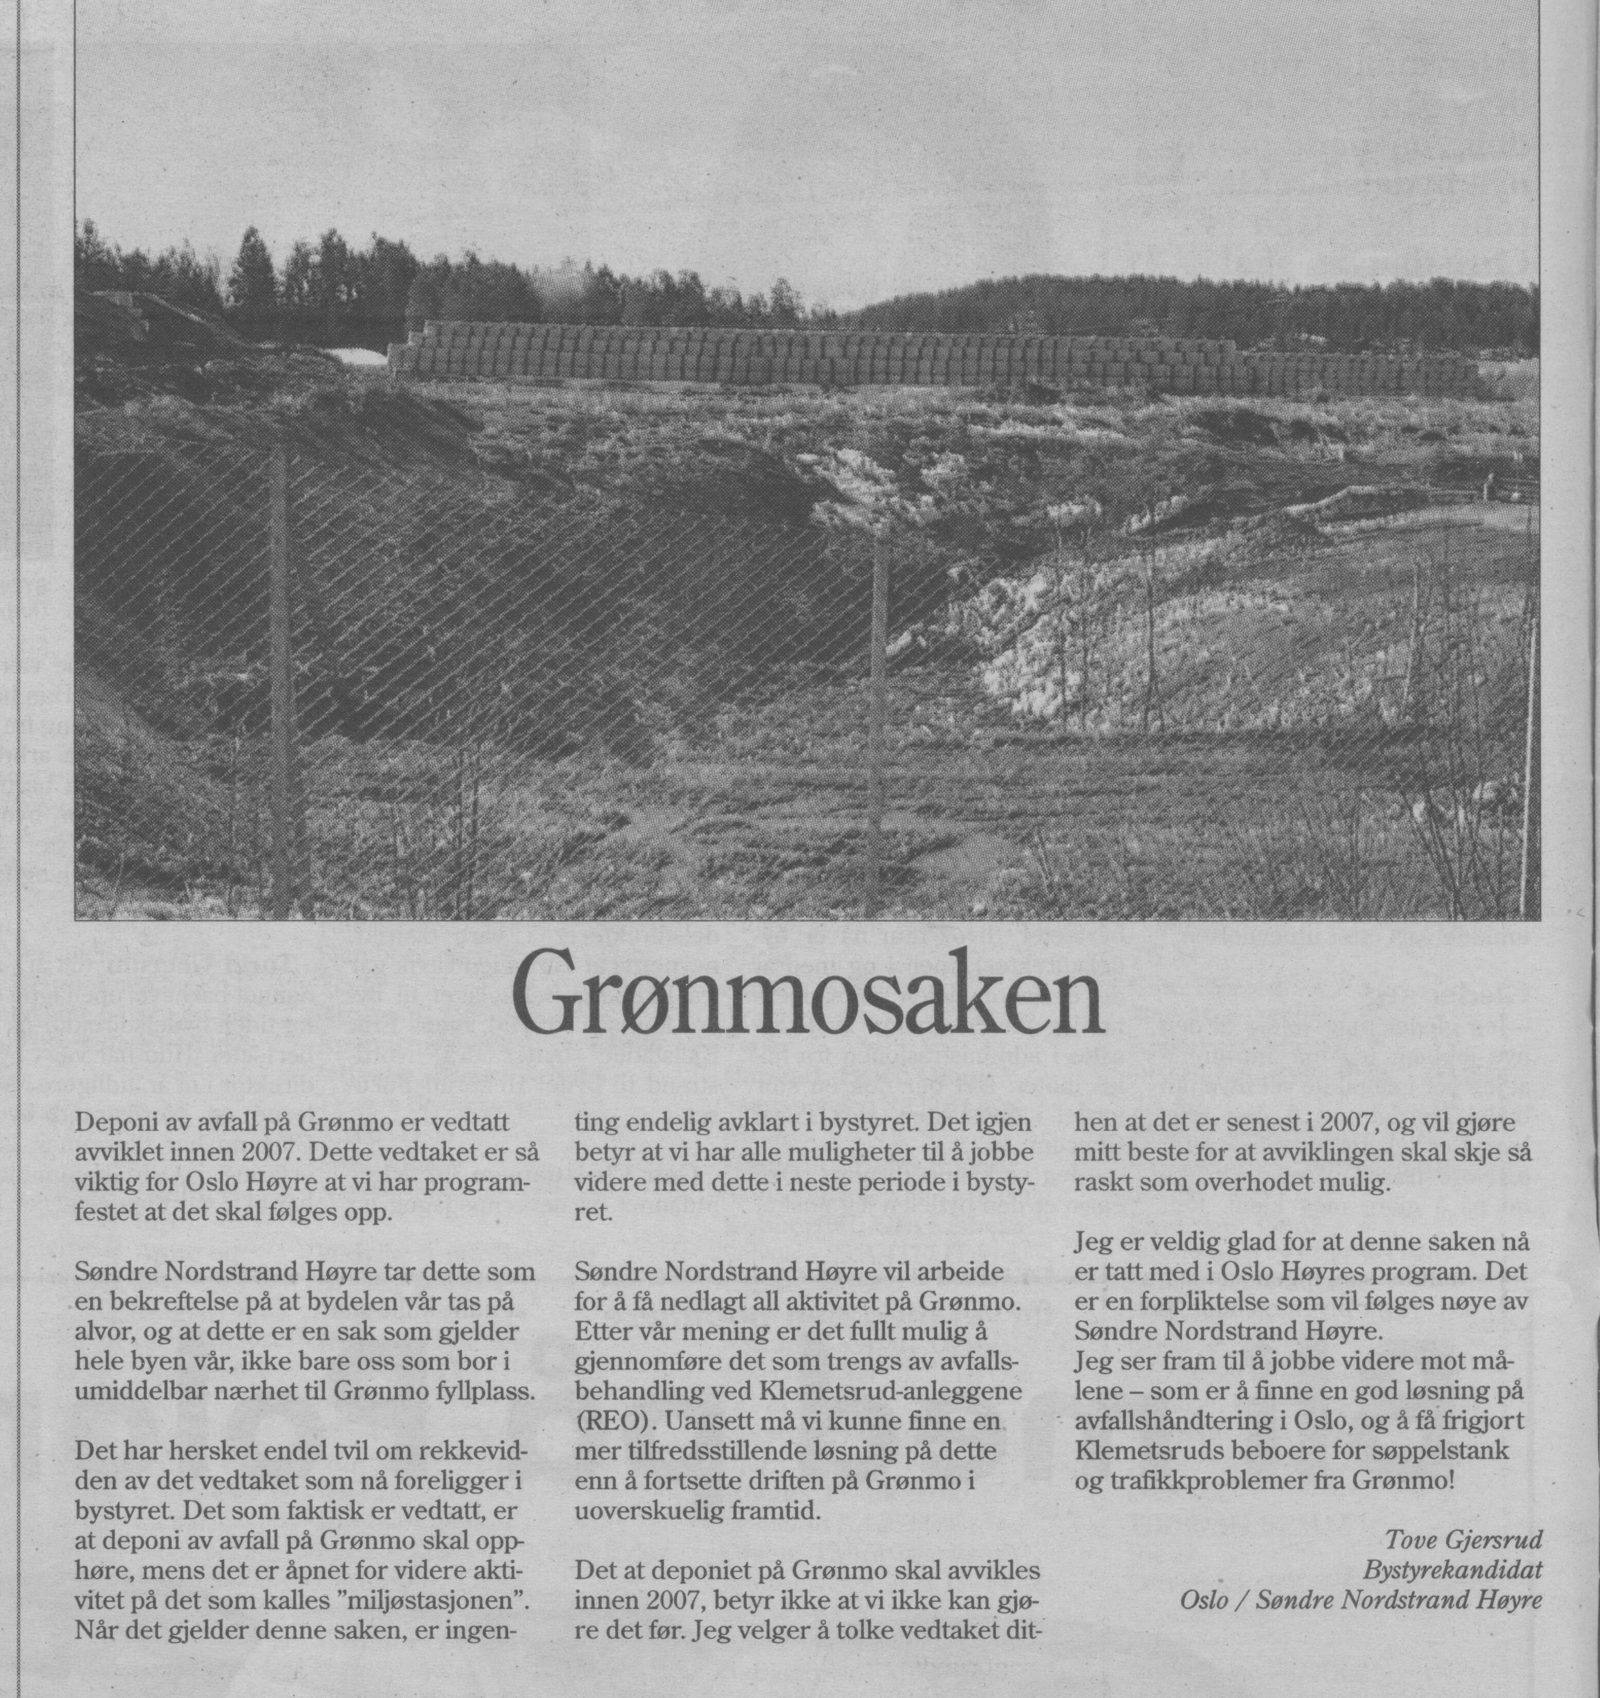 Grønmosaken
Deponi av avfall på Grønmo er vedtatt
avviklet innen 2007. Dette vedtaket er så
viktig for Oslo Høyre at vi har program-
festet at det skal følges opp.
Søndre Nordstrand Høyre tar dette som
en bekreftelse på at bydelen vår tas på
alvor, og at dette er en sak som gjelder
hele byen vår, ikke bare oss som bor i
umiddelbar nærhet til Grønmo fyllplass.
Det har hersket endel tvil om rekkevid-
den av det vedtaket som nå foreligger i
bystyret. Det som faktisk er vedtatt, er
at deponi av avfall på Grønmo skal opp-
høre, mens det er åpnet for videre akti-
vitet på det som kalles ”miljøstasjonen”.
Når det gjelder denne saken, er ingen-
ting endelig avklart i bystyret. Det igjen
betyr at vi har alle muligheter til å jobbe
videre med dette i neste periode i bysty-
ret.
Søndre Nordstrand Høyre vil arbeide
for å få nedlagt all aktivitet på Grønmo.
Etter vår mening er det fullt mulig å
gjennomføre det som trengs av avfalls-
behandling ved Klemetsrud-anleggene
(REO). Uansett må vi kunne finne en
mer tilfredsstillende løsning på dette
enn å fortsette driften på Grønmo i
uoverskuelig framtid.
Det at deponiet på Grønmo skal avvikles
innen 2007, betyr ikke at vi ikke kan gjø-
re det før. Jeg velger å tolke vedtaket dit-
hen at det er senest i 2007, og vil gjøre
mitt beste for at avviklingen skal skje så
raskt som overhodet mulig.
Jeg er veldig glad for at denne saken nå
er tatt med i Oslo Høyres program. Det
er en forpliktelse som vil følges nøye av
Søndre Nordstrand Høyre.
Jeg ser fram til å jobbe videre mot må-
lene – som er å finne en god løsning på
avfallshåndtering i Oslo, og å få frigjort
Klemetsruds beboere for søppelstank
og trafikkproblemer fra Grønmo!
Tove Gjersrud
Bystyrekandidat
Oslo / Søndre Nordstrand Høyre